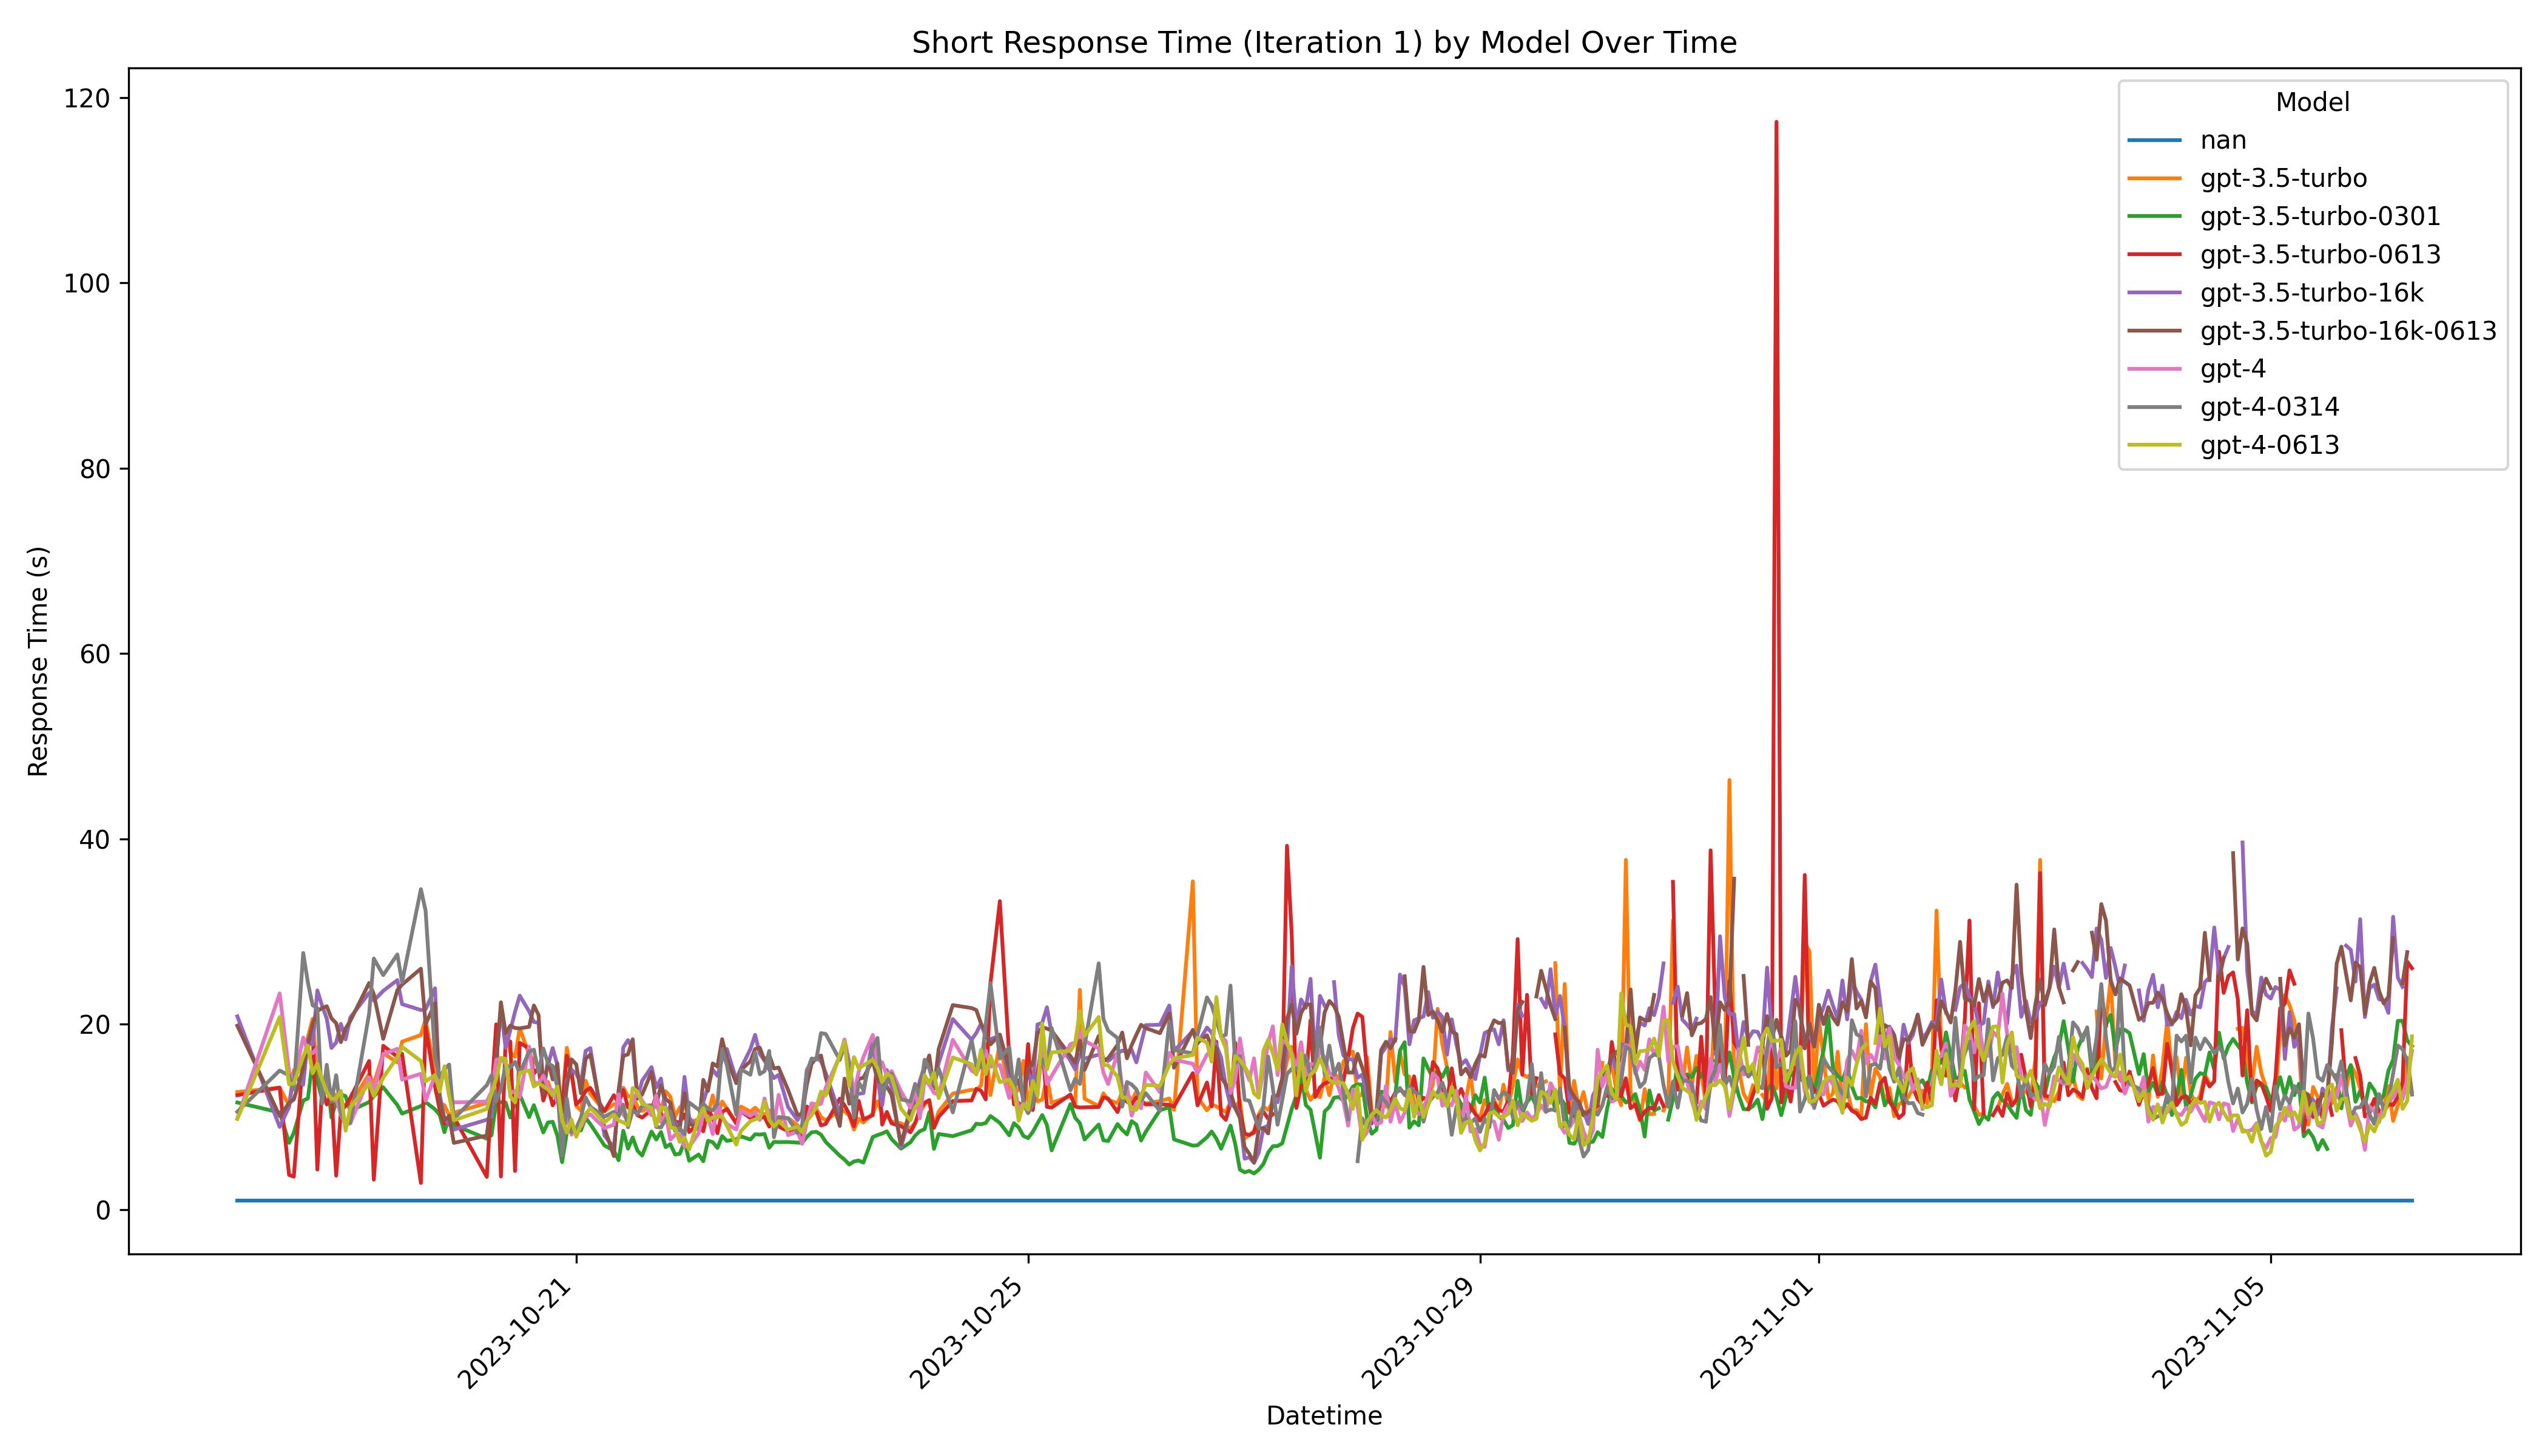 Short Response Time (Iteration 1) by Model Over Time
Response Time (s)
120
100
80
60
40
20
0
Model
nan
gpt-3.5-turbo
gpt-3.5-turbo-0301
gpt-3.5-turbo-0613
gpt-3.5-turbo-16k
gpt-3.5-turbo-16k-0613
gpt-4
gpt-4-0314
gpt-4-0613
2023-10-21
2023-10-25
2023-10-29
2023-11-01
2023-11-05
Datetime